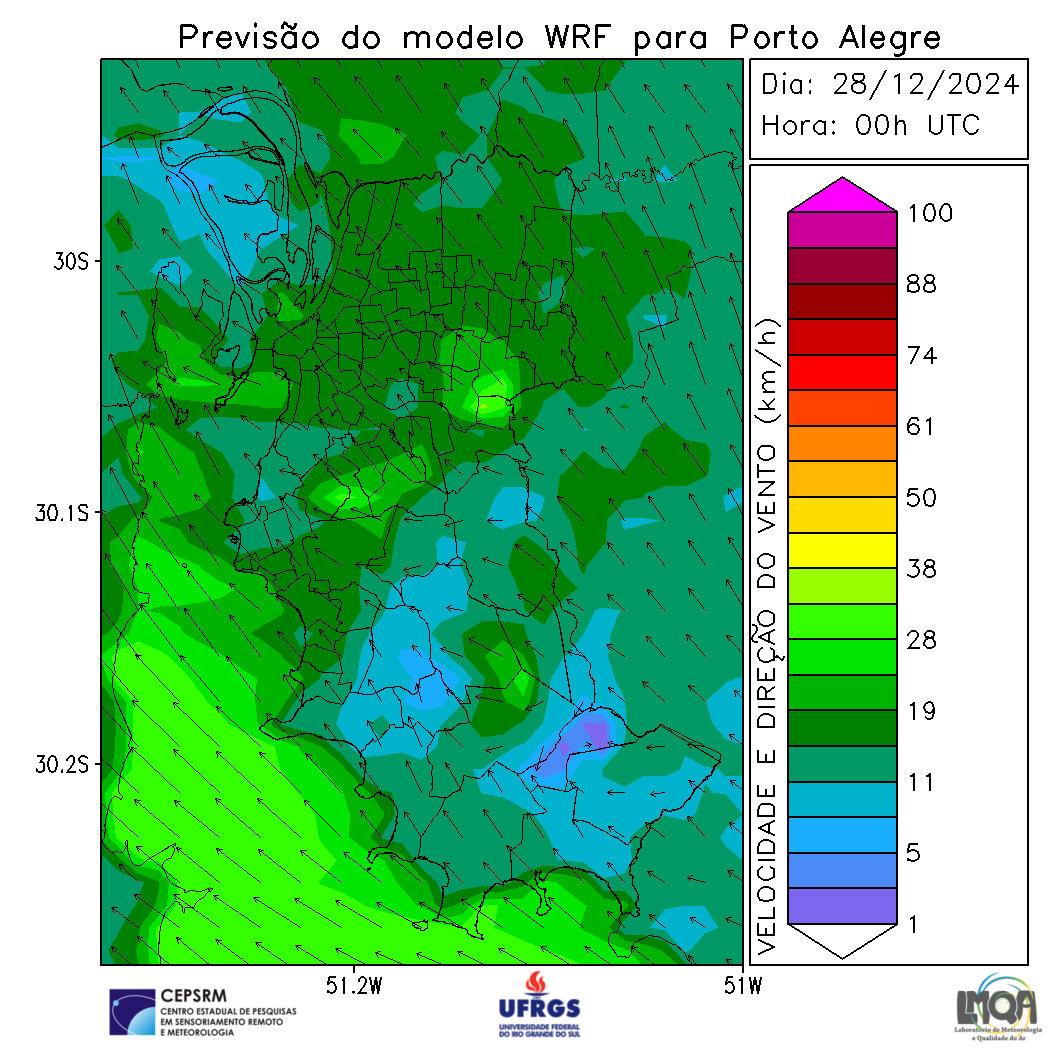 Previsão do modelo WRF para Porto Alegre
Dia: 28/12/2024
Hora: 00h UTC
30S
30.1S
30.2S
51.2W
51W
VELOCIDADE E DIREÇÃO DO VENTO (km/h)
100
88
74
61
50
38
28
19
11
5
1
CEPSRM
CENTRO ESTADUAL DE PESQUISAS
EM SENSORIAMENTO REMOTO
E METEOROLOGIA
UFRGS
UNIVERSIDADE FEDERAL
DO RIO GRANDE DO SUL
LMQA
Laboratório de Meteorologia
e Qualidade do Ar